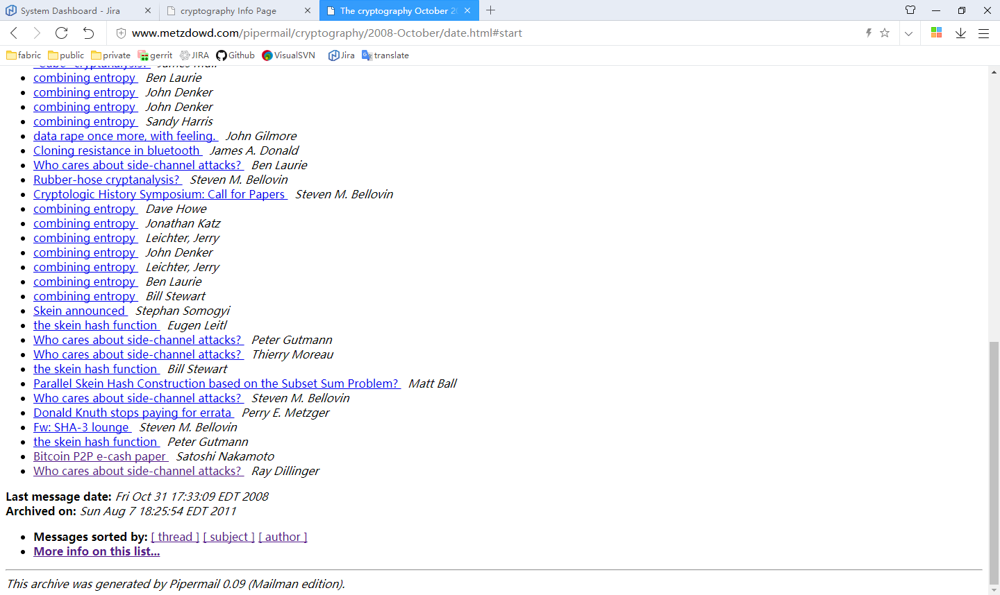 System Dashboard - Jira
cryptography Info Page
The cryptography October 2
www.metzdowd.com/pipermail/cryptography/2008-October/date.html#start
fabric public private gerrit JIRA Github VisualSVN Jira translate
combining entropy Ben Laurie
combining entropy John Denker
combining entropy John Denker
combining entropy Sandy Harris
data rape once more, with feeling. John Gilmore
Cloning resistance in bluetooth James A. Donald
Who cares about side-channel attacks? Ben Laurie
Rubber-hose cryptanalysis? Steven M. Bellovin
Cryptologic History Symposium: Call for Papers Steven M. Bellovin
combining entropy Dave Howe
combining entropy Jonathan Katz
combining entropy Leichter, Jerry
combining entropy John Denker
combining entropy Leichter, Jerry
combining entropy Ben Laurie
combining entropy Bill Stewart
Skein announced Stephan Somogyi
the skein hash function Eugen Leitl
Who cares about side-channel attacks? Peter Gutmann
Who cares about side-channel attacks? Thierry Moreau
the skein hash function Bill Stewart
Parallel Skein Hash Construction based on the Subset Sum Problem? Matt Ball
Who cares about side-channel attacks? Steven M. Bellovin
Donald Knuth stops paying for errata Perry E. Metzger
Fw: SHA-3 lounge Steven M. Bellovin
the skein hash function Peter Gutmann
Bitcoin P2P e-cash paper Satoshi Nakamoto
Who cares about side-channel attacks? Ray Dillinger
Last message date: Fri Oct 31 17:33:09 EDT 2008
Archived on: Sun Aug 7 18:25:54 EDT 2011
Messages sorted by: [ thread ] [ subject ] [ author ]
More info on this list...
This archive was generated by Pipermail 0.09 (Mailman edition).